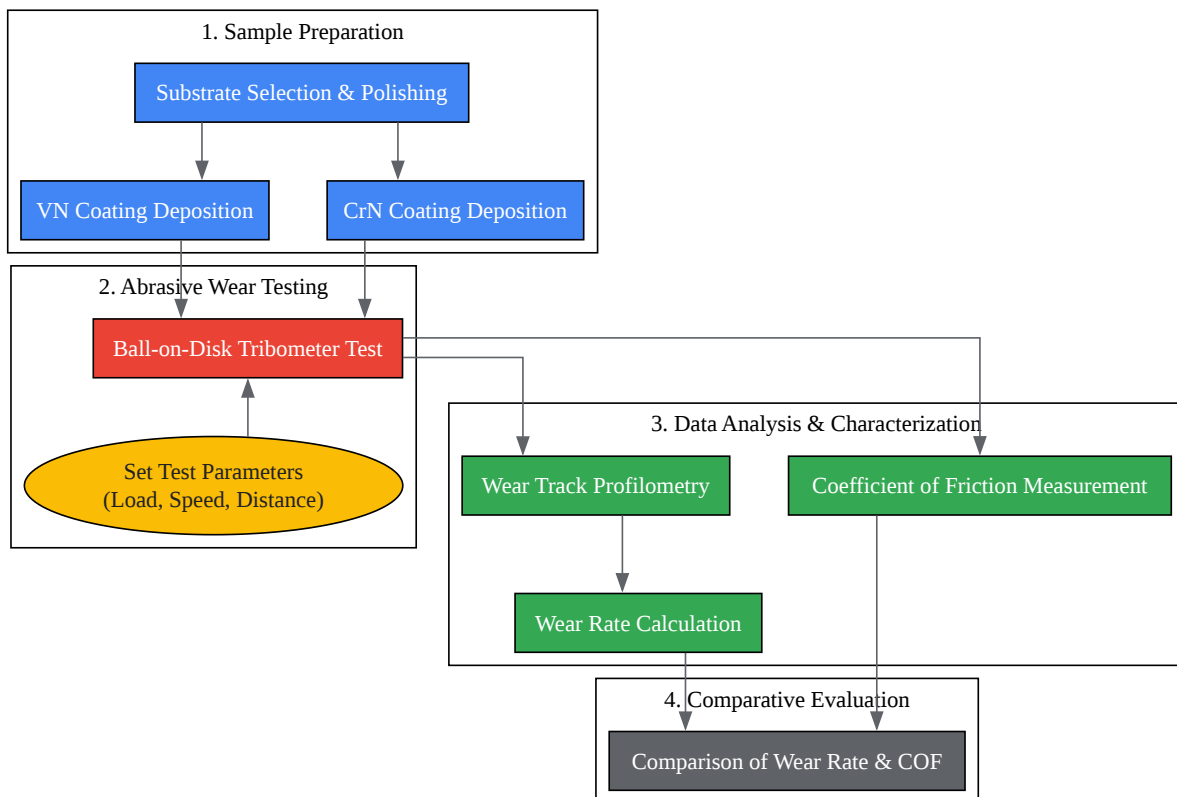 1. Sample Preparation
Substrate Selection & Polishing
VN Coating Deposition
CrN Coating Deposition
2. Abrasive Wear Testing
Ball-on-Disk Tribometer Test
Set Test Parameters
(Load, Speed, Distance)
3. Data Analysis & Characterization
Wear Track Profilometry
Coefficient of Friction Measurement
Wear Rate Calculation
4. Comparative Evaluation
Comparison of Wear Rate & COF